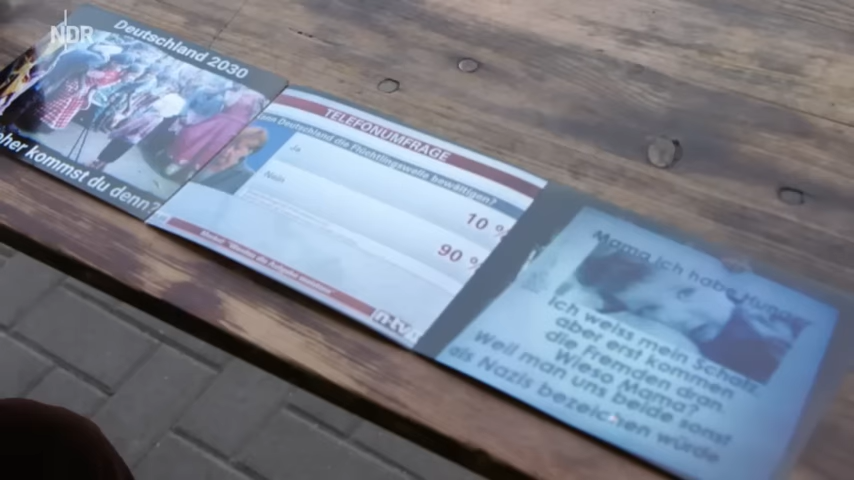 NDR
Deutschland 2030
her kommst du denn?
TELEFONUMFRAGE
Deutschland die Flüchtlingswelle bewältigen?
Ja
Nein
10 %
90 %
n-tv
Mama ich habe Hunger
Ich weiss mein Schatz
aber erst kommen
die Fremden dran.
Wieso Mama?
Weil man uns beide sonst
als Nazis bezeichnen würde